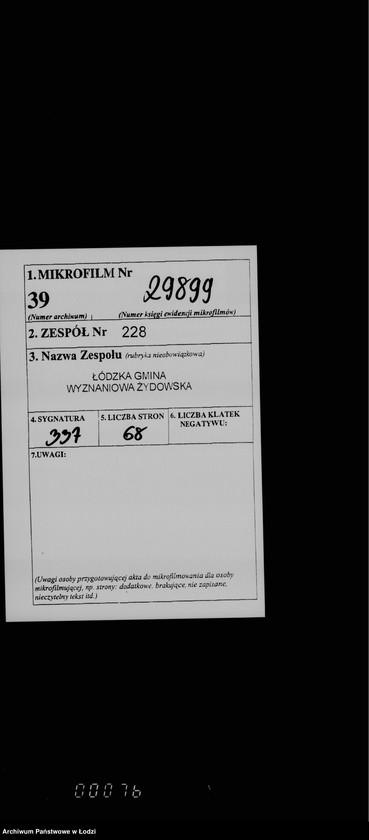 1. MIKROFILM Nr
39
29899
(Numer archiwum)
(Numer księgi ewidencji mikrofilmów)
2. ZESPÓŁ Nr 228
3. Nazwa Zespołu (rubryka nieobowiązkowa)
ŁÓDZKA GMINA
WYZNANIOWA ŻYDOWSKA
4. SYGNATURA
337
5. LICZBA STRON
68
6. LICZBA KLATEK
NEGATYWU:
7. UWAGI:
(Uwagi osoby przygotowującej akta do mikrofilmowania dla osoby
mikrofilmującej, np. strony: dodatkowe, brakujące, nie zapisane,
nieczytelny tekst itd.)
00076
Archiwum Państwowe w Łodzi